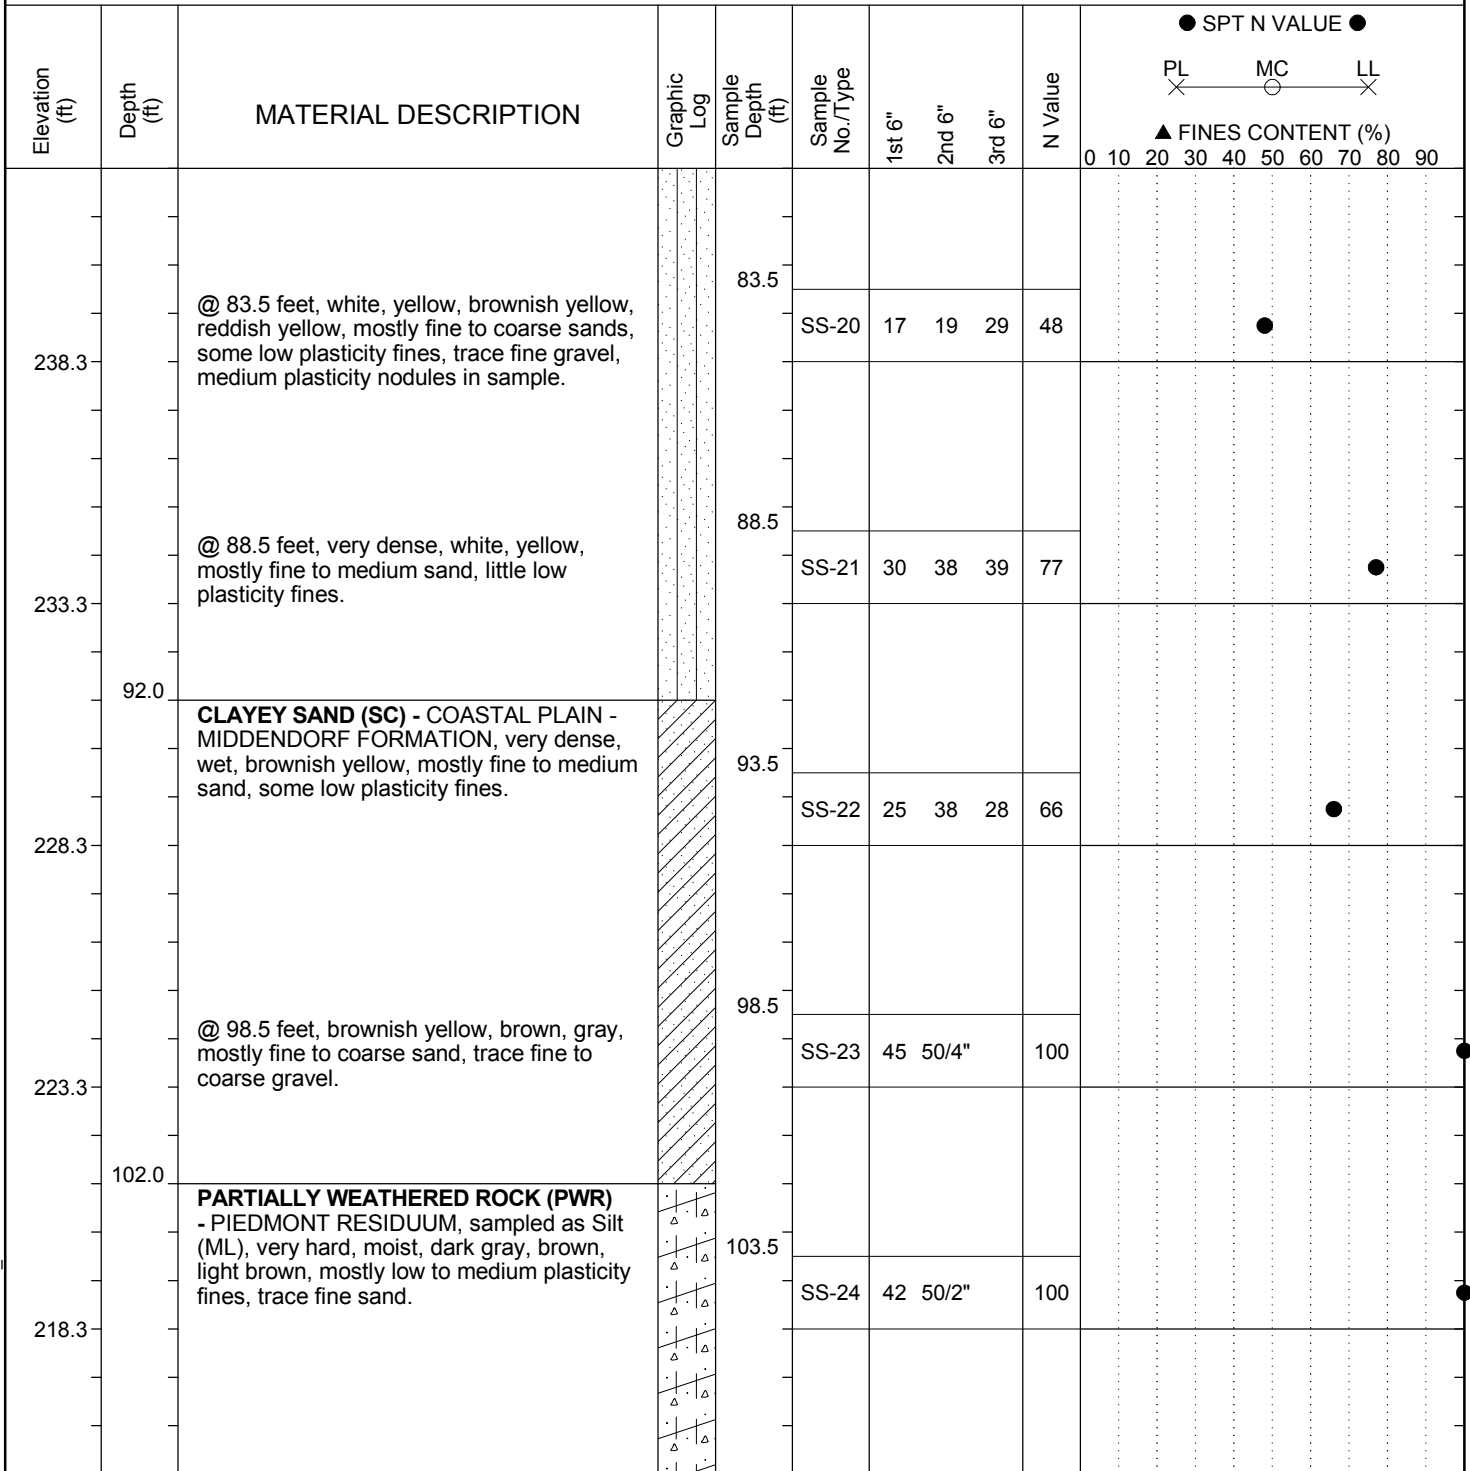 ● SPT N VALUE ●
PL MC LL
▲ FINES CONTENT (%)
0 10 20 30 40 50 60 70 80 90
Elevation (ft)
Depth (ft)
MATERIAL DESCRIPTION
Graphic Log
Sample Depth (ft)
Sample No./Type
1st 6"
2nd 6"
3rd 6"
N Value
83.5
@ 83.5 feet, white, yellow, brownish yellow,
reddish yellow, mostly fine to coarse sands,
some low plasticity fines, trace fine gravel,
medium plasticity nodules in sample.
SS-20 17 19 29 48
238.3
88.5
@ 88.5 feet, very dense, white, yellow,
mostly fine to medium sand, little low
plasticity fines.
SS-21 30 38 39 77
233.3
92.0
CLAYEY SAND (SC) - COASTAL PLAIN -
MIDDENDORF FORMATION, very dense,
wet, brownish yellow, mostly fine to medium
sand, some low plasticity fines.
93.5
SS-22 25 38 28 66
228.3
98.5
@ 98.5 feet, brownish yellow, brown, gray,
mostly fine to coarse sand, trace fine to
coarse gravel.
SS-23 45 50/4" 100
223.3
102.0
PARTIALLY WEATHERED ROCK (PWR)
- PIEDMONT RESIDUUM, sampled as Silt
(ML), very hard, moist, dark gray, brown,
light brown, mostly low to medium plasticity
fines, trace fine sand.
103.5
SS-24 42 50/2" 100
218.3